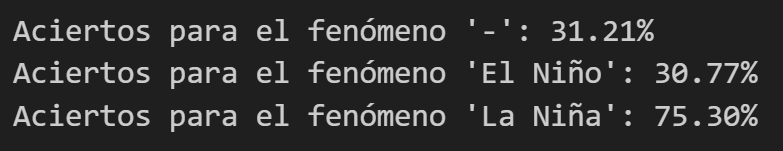 Aciertos para el fenómeno '-': 31.21%
Aciertos para el fenómeno 'El Niño': 30.77%
Aciertos para el fenómeno 'La Niña': 75.30%